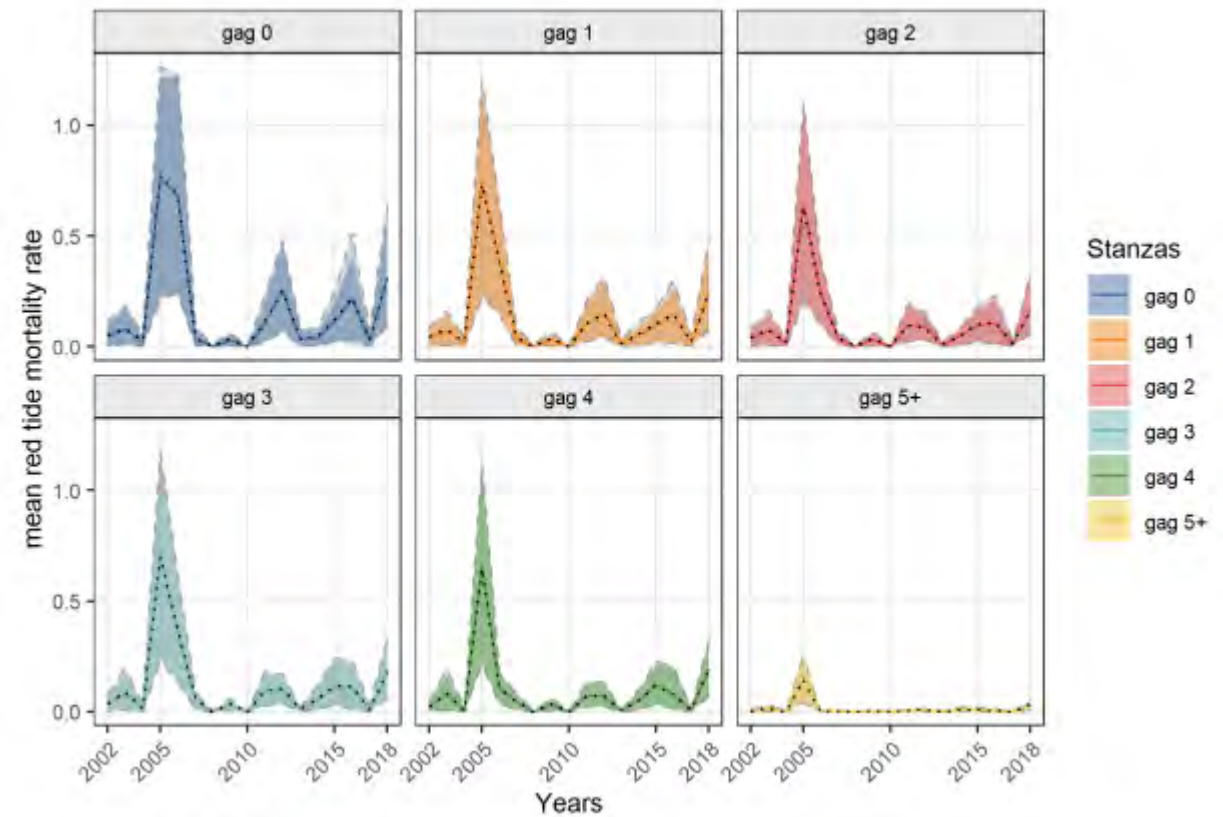 gag 0 gag 1 gag 2
1.0
0.5
0.0
gag 3 gag 4 gag 5+
1.0
0.5
0.0
2002 2005 2010 2015 2018 2002 2005 2010 2015 2018 2002 2005 2010 2015 2018
Years
mean red tide mortality rate
Stanzas
gag 0
gag 1
gag 2
gag 3
gag 4
gag 5+